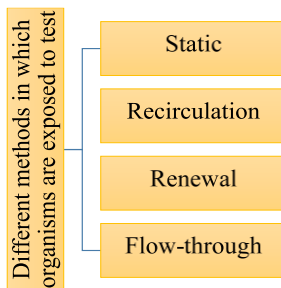 Different methods in which
organisms are exposed to test
Static
Recirculation
Renewal
Flow-through